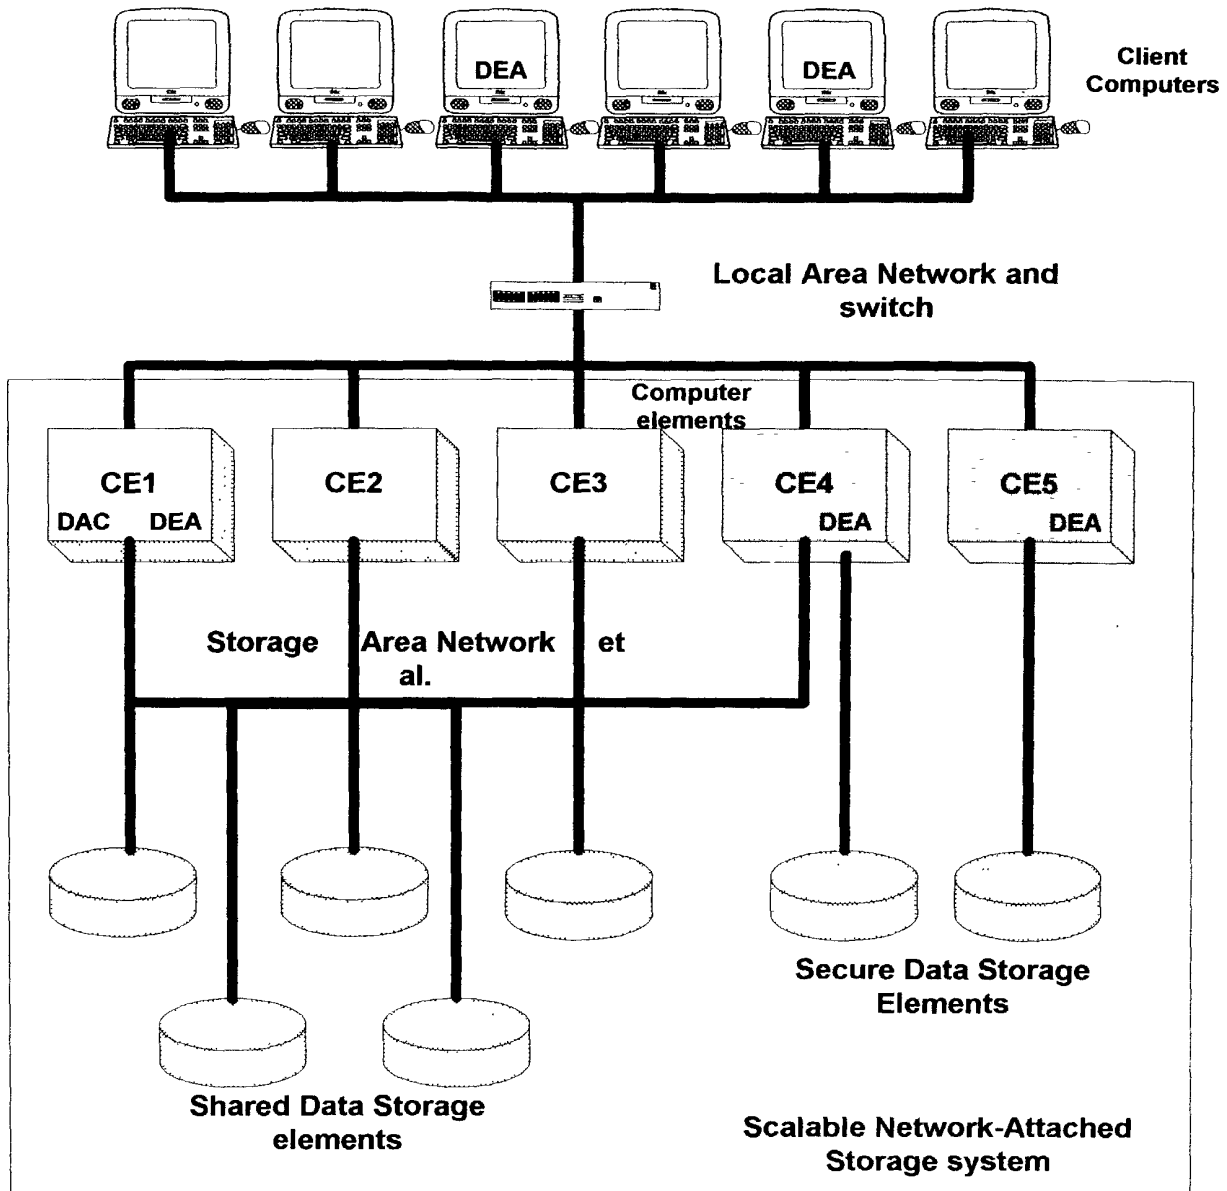 DEA
DEA
Client
Computers
Local Area Network and
switch
Computer
elements
CE1
CE2
CE3
CE4
CE5
DAC DEA
DEA
DEA
Storage Area Network et
al.
Secure Data Storage
Elements
Shared Data Storage
elements
Scalable Network-Attached
Storage system